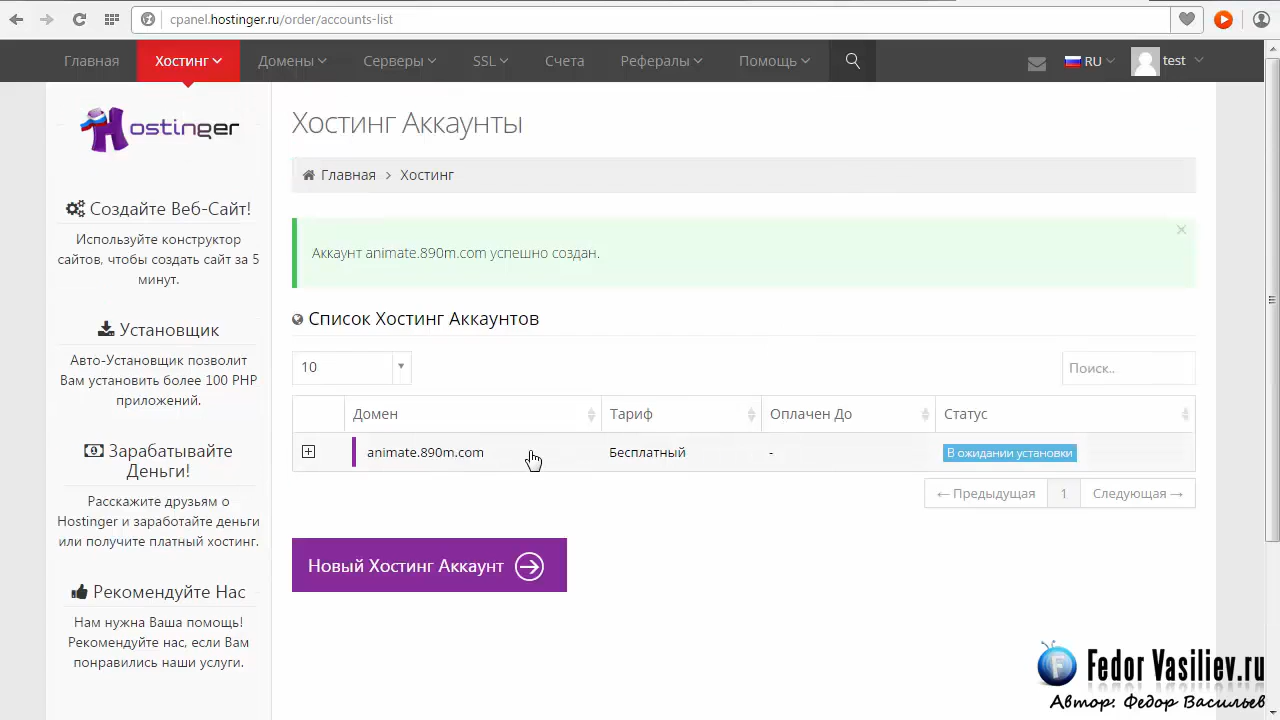 cpanel.hostinger.ru/order/accounts-list
Главная Хостинг Домены Серверы SSL Счета Рефералы Помощь RU test
Hostinger
Создайте Веб-Сайт!
Используйте конструктор
сайтов, чтобы создать сайт за 5
минут.
Установщик
Авто-Установщик позволит
Вам установить более 100 PHP
приложений.
Зарабатывайте
Деньги!
Расскажите друзьям о
Hostinger и заработайте деньги
или получите платный хостинг.
Рекомендуйте Нас
Нам нужна Ваша помощь!
Рекомендуйте нас, если Вам
понравились наши услуги.
Хостинг Аккаунты
Главная > Хостинг
Аккаунт animate.890m.com успешно создан.
×
Список Хостинг Аккаунтов
10 Поиск..
Домен Тариф Оплачен До Статус
animate.890m.com Бесплатный - В ожидании установки
← Предыдущая 1 Следующая →
Новый Хостинг Аккаунт
Fedor Vasiliev.ru
Автор: Федор Васильев